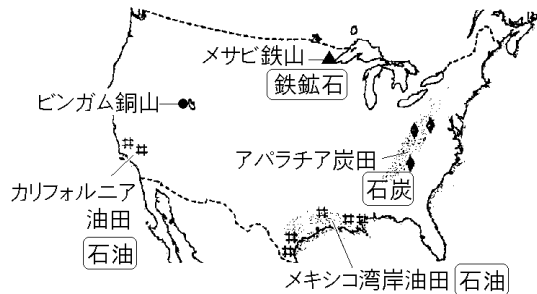 メサビ鉄山
鉄鉱石
ビンガム銅山
アパラチア炭田
石炭
カリフォルニア
油田
石油
メキシコ湾岸油田 石油